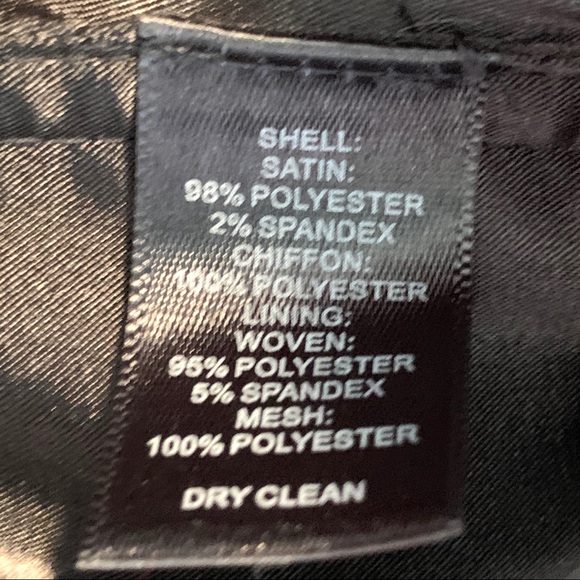 SHELL:
SATIN:
98% POLYESTER
2% SPANDEX
CHIFFON:
100% POLYESTER
LINING:
WOVEN:
95% POLYESTER
5% SPANDEX
MESH:
100% POLYESTER
DRY CLEAN